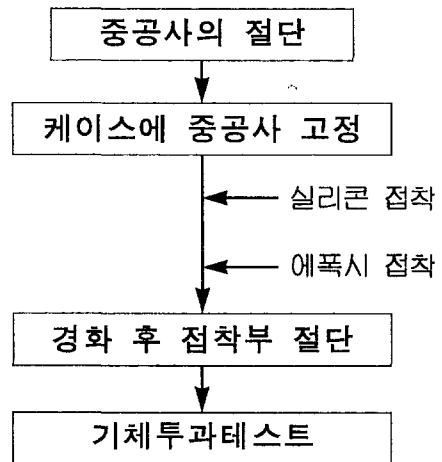 중공사의 절단
케이스에 중공사 고정
실리콘 접착
에폭시 접착
경화 후 접착부 절단
기체투과테스트